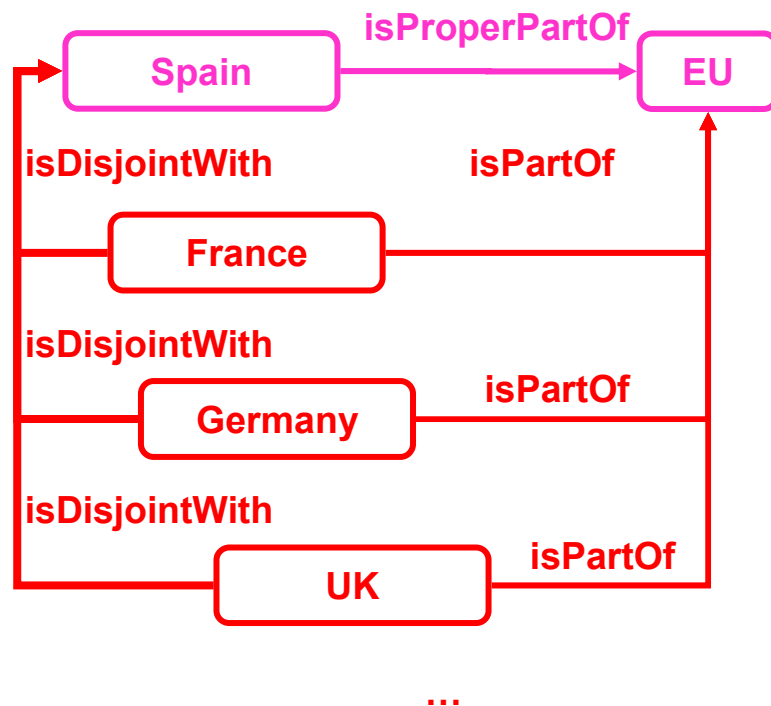 isProperPartOf
Spain
EU
isDisjointWith
isPartOf
France
isDisjointWith
isPartOf
Germany
isDisjointWith
isPartOf
UK
...